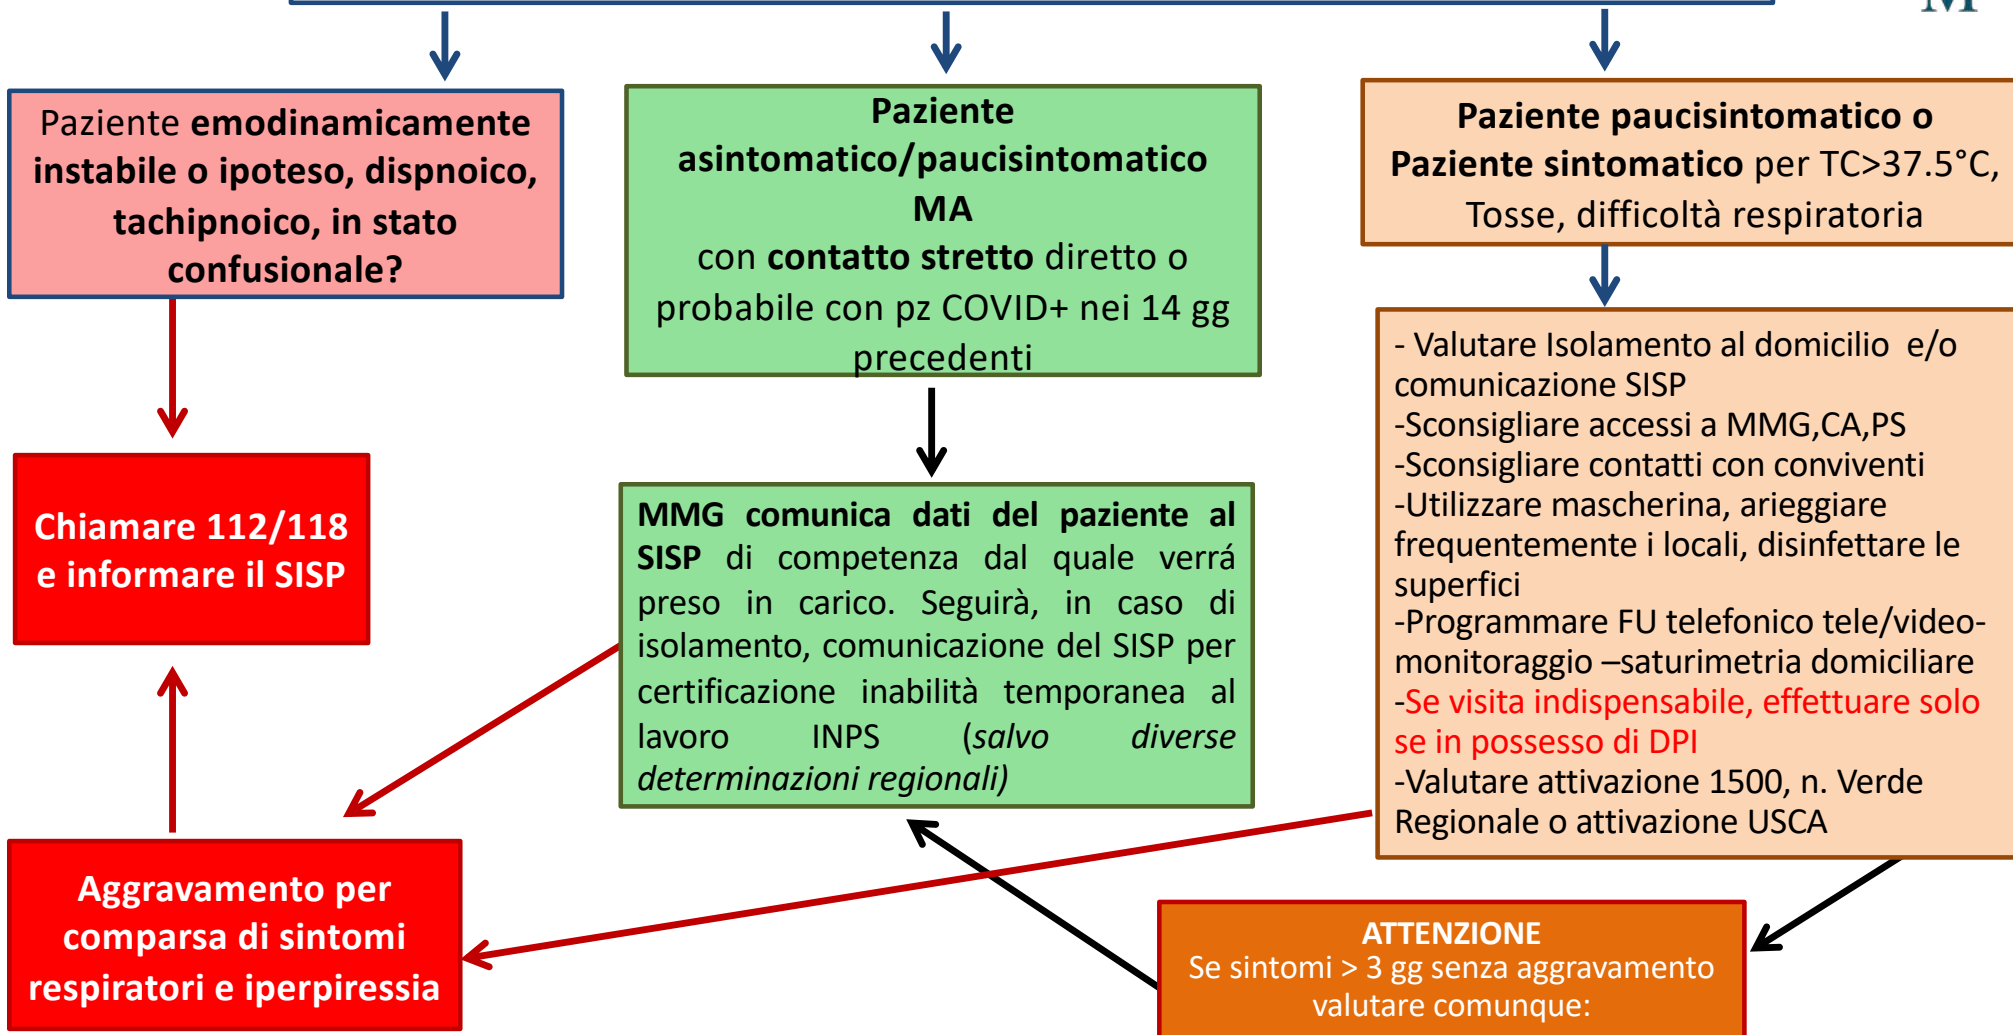 M
Paziente emodinamicamente
instabile o ipoteso, dispnoico,
tachipnoico, in stato
confusionale?
Paziente
asintomatico/paucisintomatico
MA
con contatto stretto diretto o
probabile con pz COVID+ nei 14 gg
precedenti
Paziente paucisintomatico o
Paziente sintomatico per TC>37.5°C,
Tosse, difficoltà respiratoria
Chiamare 112/118
e informare il SISP
MMG comunica dati del paziente al
SISP di competenza dal quale verrá
preso in carico. Seguirà, in caso di
isolamento, comunicazione del SISP per
certificazione inabilità temporanea al
lavoro INPS (salvo diverse
determinazioni regionali)
- Valutare Isolamento al domicilio e/o
comunicazione SISP
-Sconsigliare accessi a MMG,CA,PS
-Sconsigliare contatti con conviventi
-Utilizzare mascherina, arieggiare
frequentemente i locali, disinfettare le
superfici
-Programmare FU telefonico tele/video-
monitoraggio –saturimetria domiciliare
-Se visita indispensabile, effettuare solo
se in possesso di DPI
-Valutare attivazione 1500, n. Verde
Regionale o attivazione USCA
Aggravamento per
comparsa di sintomi
respiratori e iperpiressia
ATTENZIONE
Se sintomi > 3 gg senza aggravamento
valutare comunque: